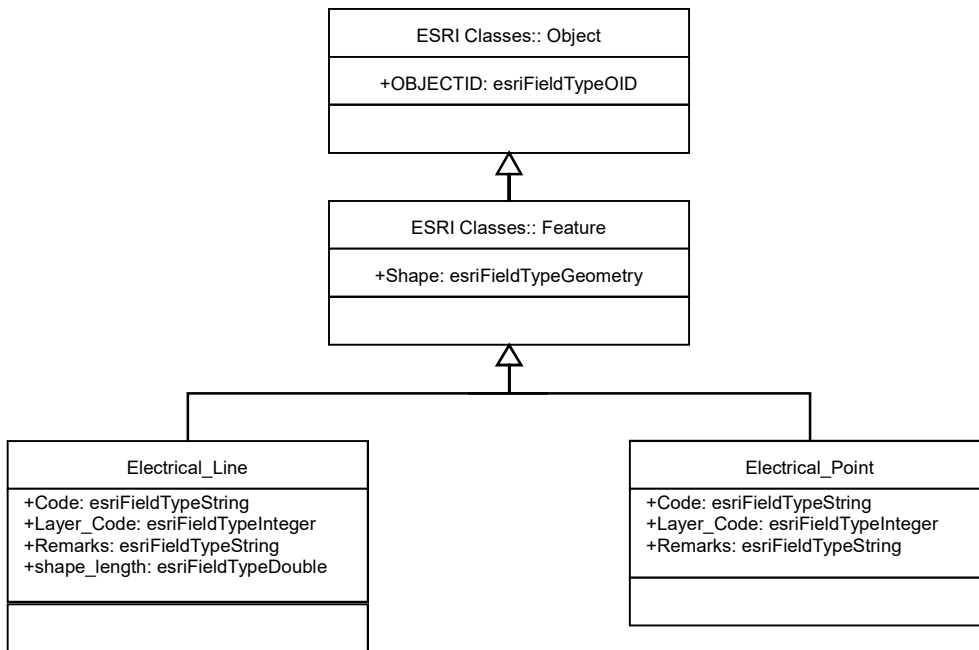 ESRI Classes:: Object
+OBJECTID: esriFieldTypeOID
ESRI Classes:: Feature
+Shape: esriFieldTypeGeometry
Electrical_Line
+Code: esriFieldTypeString
+Layer_Code: esriFieldTypeInteger
+Remarks: esriFieldTypeString
+shape_length: esriFieldTypeDouble
Electrical_Point
+Code: esriFieldTypeString
+Layer_Code: esriFieldTypeInteger
+Remarks: esriFieldTypeString